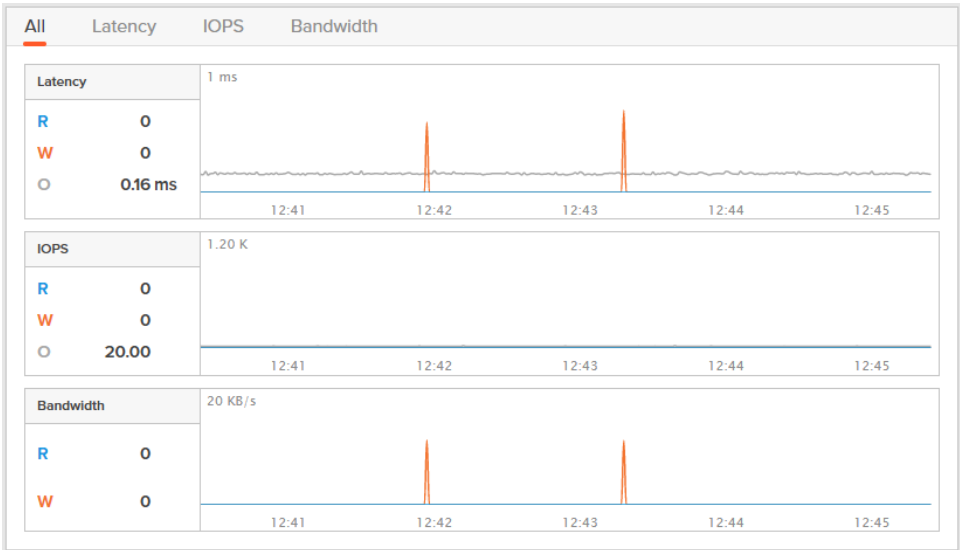 All Latency IOPS Bandwidth
Latency
1 ms
R 0
W 0
O 0.16 ms
12:41 12:42 12:43 12:44 12:45
IOPS
1.20 K
R 0
W 0
O 20.00
12:41 12:42 12:43 12:44 12:45
Bandwidth
20 KB/s
R 0
W 0
12:41 12:42 12:43 12:44 12:45